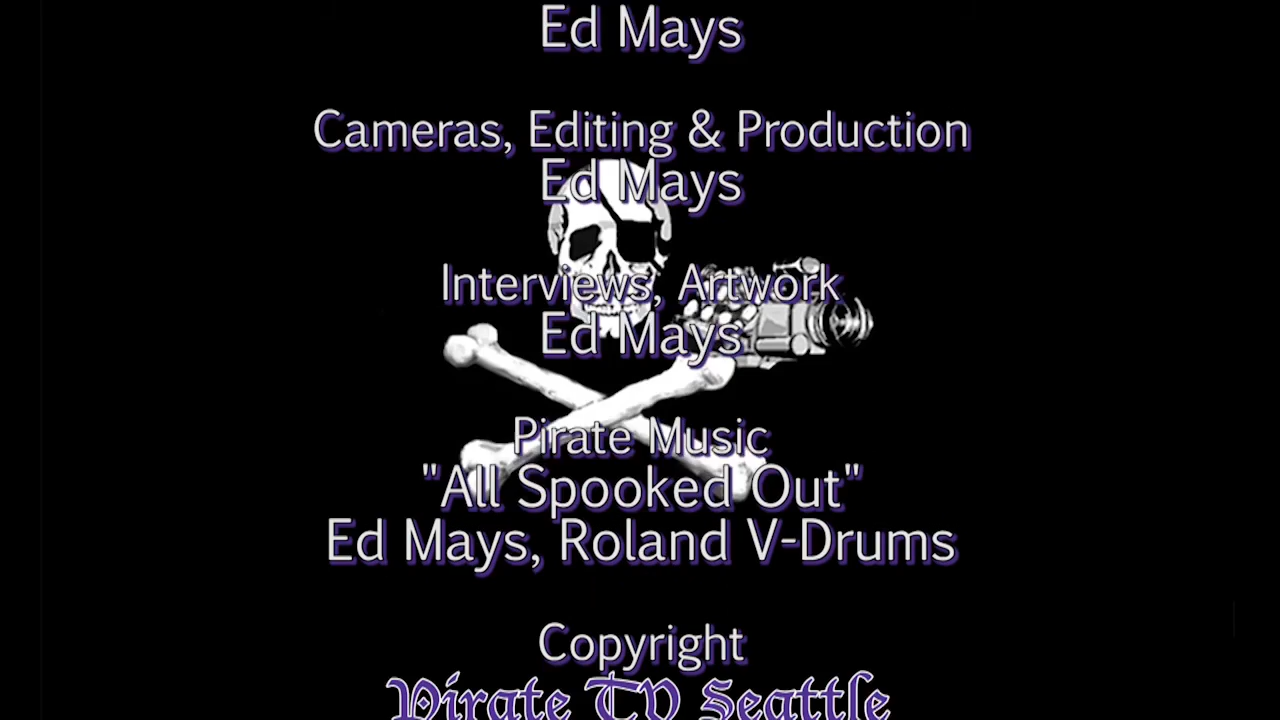 Ed Mays
Cameras, Editing & Production
Ed Mays
Interviews, Artwork
Ed Mays
Pirate Music
"All Spooked Out"
Ed Mays, Roland V-Drums
Copyright
Pirate TV Seattle